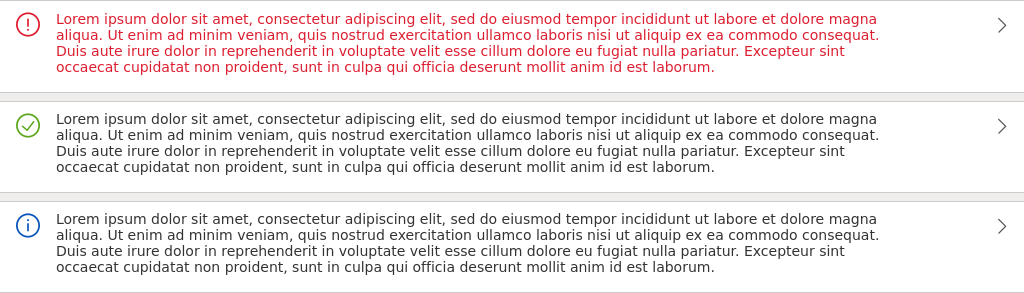 Lorem ipsum dolor sit amet, consectetur adipiscing elit, sed do eiusmod tempor incididunt ut labore et dolore magna
aliqua. Ut enim ad minim veniam, quis nostrud exercitation ullamco laboris nisi ut aliquip ex ea commodo consequat.
Duis aute irure dolor in reprehenderit in voluptate velit esse cillum dolore eu fugiat nulla pariatur. Excepteur sint
occaecat cupidatat non proident, sunt in culpa qui officia deserunt mollit anim id est laborum.
Lorem ipsum dolor sit amet, consectetur adipiscing elit, sed do eiusmod tempor incididunt ut labore et dolore magna
aliqua. Ut enim ad minim veniam, quis nostrud exercitation ullamco laboris nisi ut aliquip ex ea commodo consequat.
Duis aute irure dolor in reprehenderit in voluptate velit esse cillum dolore eu fugiat nulla pariatur. Excepteur sint
occaecat cupidatat non proident, sunt in culpa qui officia deserunt mollit anim id est laborum.
Lorem ipsum dolor sit amet, consectetur adipiscing elit, sed do eiusmod tempor incididunt ut labore et dolore magna
aliqua. Ut enim ad minim veniam, quis nostrud exercitation ullamco laboris nisi ut aliquip ex ea commodo consequat.
Duis aute irure dolor in reprehenderit in voluptate velit esse cillum dolore eu fugiat nulla pariatur. Excepteur sint
occaecat cupidatat non proident, sunt in culpa qui officia deserunt mollit anim id est laborum.